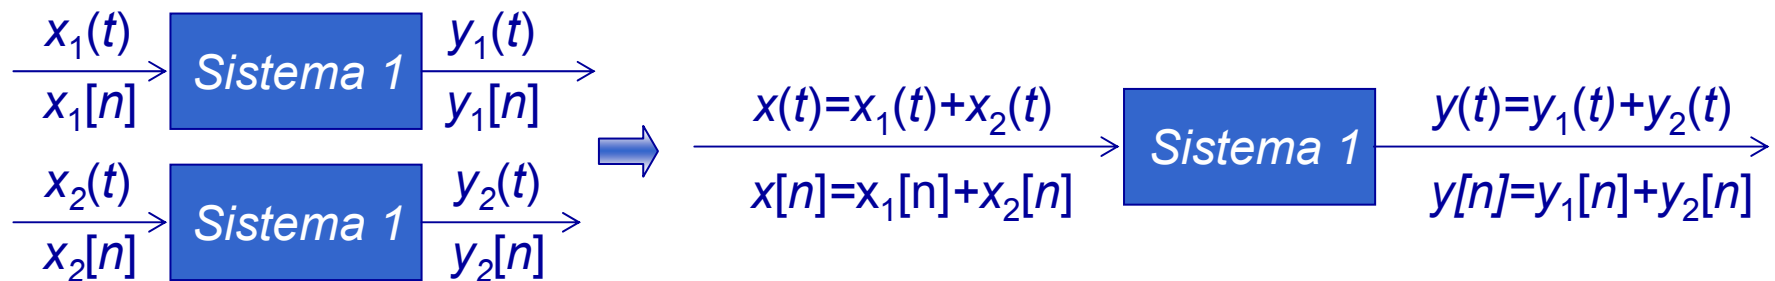 x₁(t) Sistema 1 y₁(t)
x₁[n] y₁[n]
x₂(t) Sistema 1 y₂(t)
x₂[n] y₂[n]
x(t)=x₁(t)+x₂(t) Sistema 1 y(t)=y₁(t)+y₂(t)
x[n]=x₁[n]+x₂[n] y[n]=y₁[n]+y₂[n]